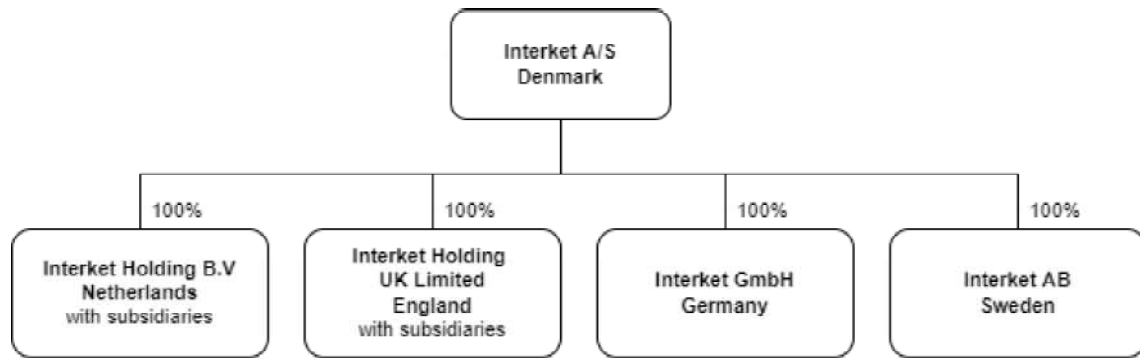 Interket A/S
Denmark
100%
100%
100%
100%
Interket Holding B.V
Netherlands
with subsidiaries
Interket Holding
UK Limited
England
with subsidiaries
Interket GmbH
Germany
Interket AB
Sweden